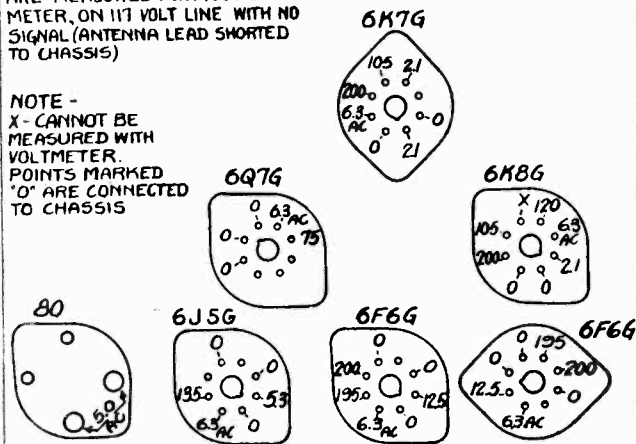 METER, ON 117 VOLT LINE WITH NO
SIGNAL (ANTENNA LEAD SHORTED
TO CHASSIS)
NOTE -
X - CANNOT BE
MEASURED WITH
VOLTMETER.
POINTS MARKED
"O" ARE CONNECTED
TO CHASSIS
6K7G
105 2.1
200
6.3
AC
0
0
2.1
6Q7G
0 6.3
AC
0
75
0
6K8G
X 120
105
6.3
AC
200
2.1
0 0
80
5.0
AC
6J5G
0
0
195
5.3
6.3
AC
0
6F6G
0
200
0
195
12.5
6.3
AC
0
6F6G
0 195
200
12.5
0
6.3 AC
0